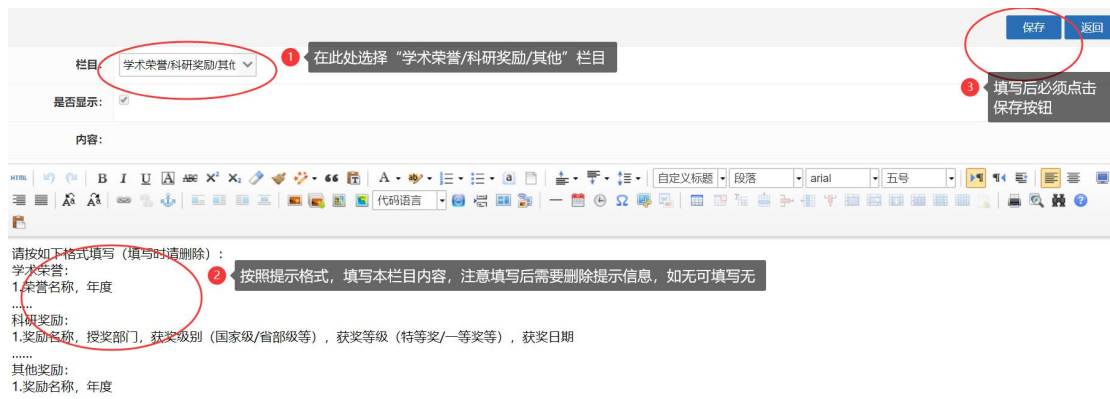 保存 返回
栏目: 学术荣誉/科研奖励/其他
1 在此处选择“学术荣誉/科研奖励/其他”栏目
是否显示:
3 填写后必须点击
保存按钮
内容:
HTML B I U A ABC X² X₂ 66 A ab a 自定义标题 段落 arial 五号
代码语言 Ω
请按如下格式填写（填写时请删除）:
学术荣誉:
2 按照提示格式，填写本栏目内容，注意填写后需要删除提示信息，如无可填写无
1.荣誉名称，年度
......
科研奖励:
1.奖励名称，授奖部门，获奖级别（国家级/省部级等），获奖等级（特等奖/一等奖等），获奖日期
......
其他奖励:
1.奖励名称，年度